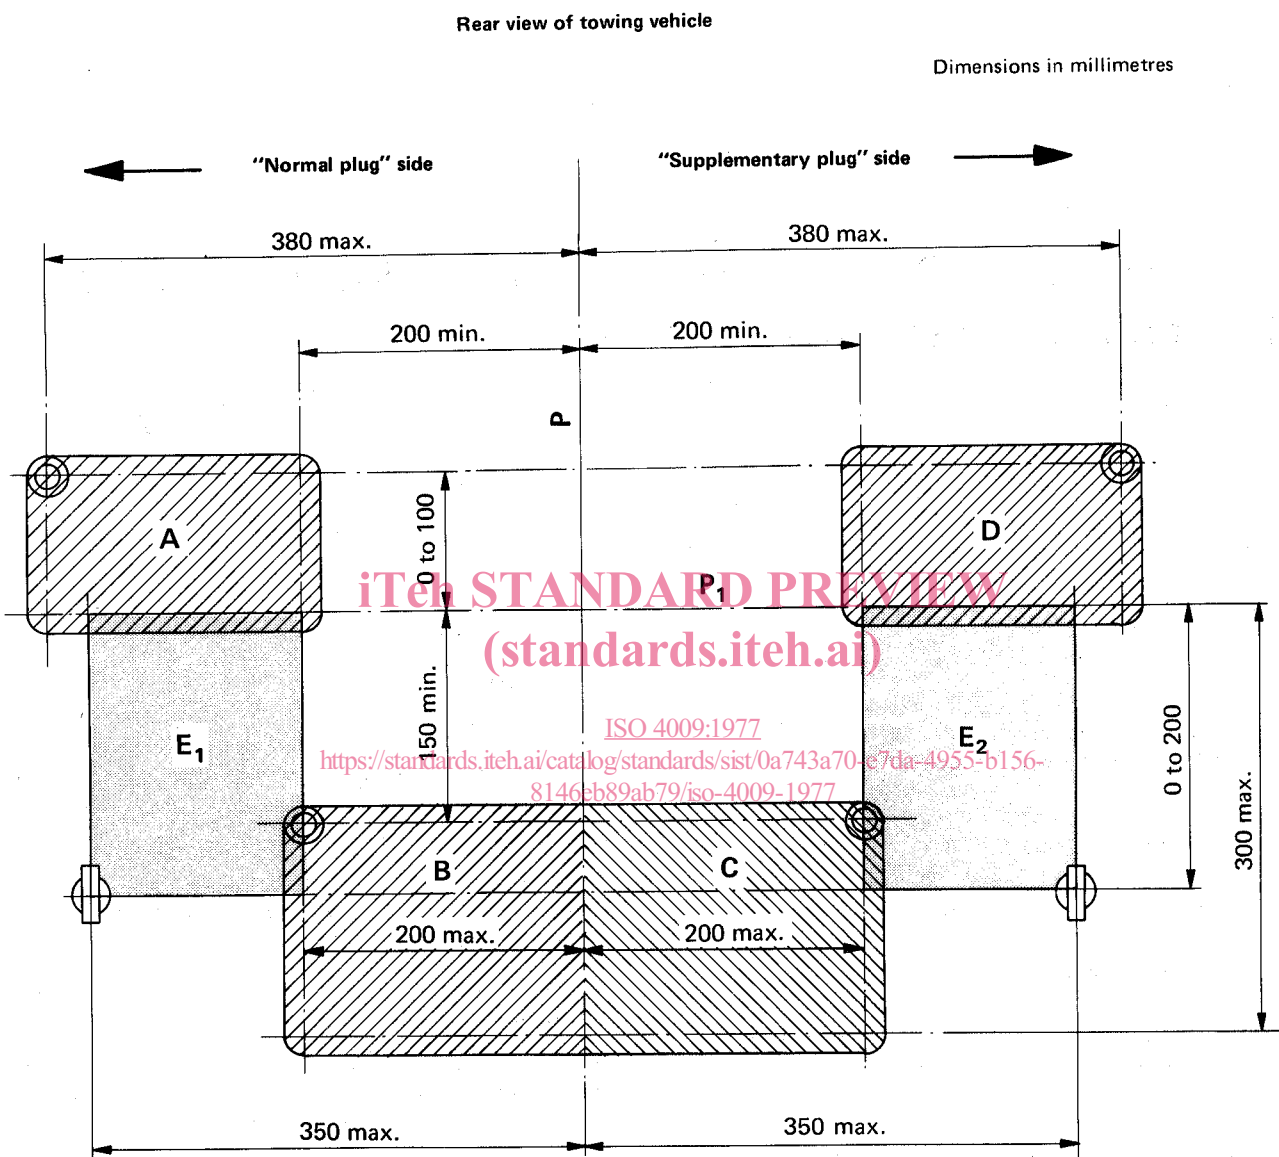 Rear view of towing vehicle
Dimensions in millimetres
"Normal plug" side
"Supplementary plug" side
380 max.
380 max.
200 min.
200 min.
P
A
0 to 100
D
P1
iTeh STANDARD PREVIEW
(standards.iteh.ai)
150 min.
E1
E2
ISO 4009:1977
https://standards.iteh.ai/catalog/standards/sist/0a743a70-e7da-4955-b156-
8146eb89ab79/iso-4009-1977
0 to 200
300 max.
B
C
200 max.
200 max.
350 max.
350 max.